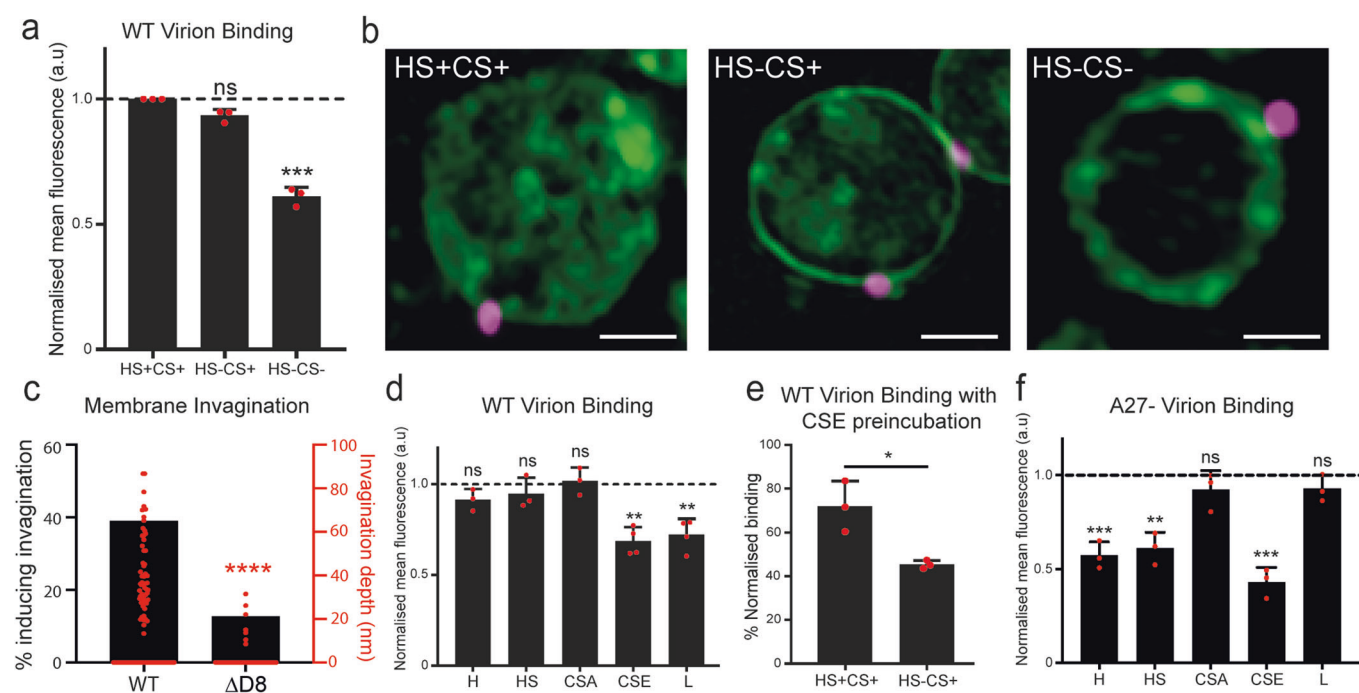 a
WT Virion Binding
Normalised mean fluorescence (a.u)
1.0
0.5
0
ns
***
HS+CS+
HS-CS+
HS-CS-
b
HS+CS+
HS-CS+
HS-CS-
c
Membrane Invagination
% inducing invagination
60
40
20
0
****
WT
ΔD8
100
80
60
40
20
0
Invagination depth (nm)
d
WT Virion Binding
Normalised mean fluorescence (a.u)
1.0
0.5
0
ns
ns
ns
**
**
H
HS
CSA
CSE
L
e
WT Virion Binding with
CSE preincubation
% Normalised binding
100
80
60
40
20
0
*
HS+CS+
HS-CS+
f
A27- Virion Binding
Normalised mean fluorescence (a.u)
1.0
0.5
0
***
**
ns
***
ns
H
HS
CSA
CSE
L